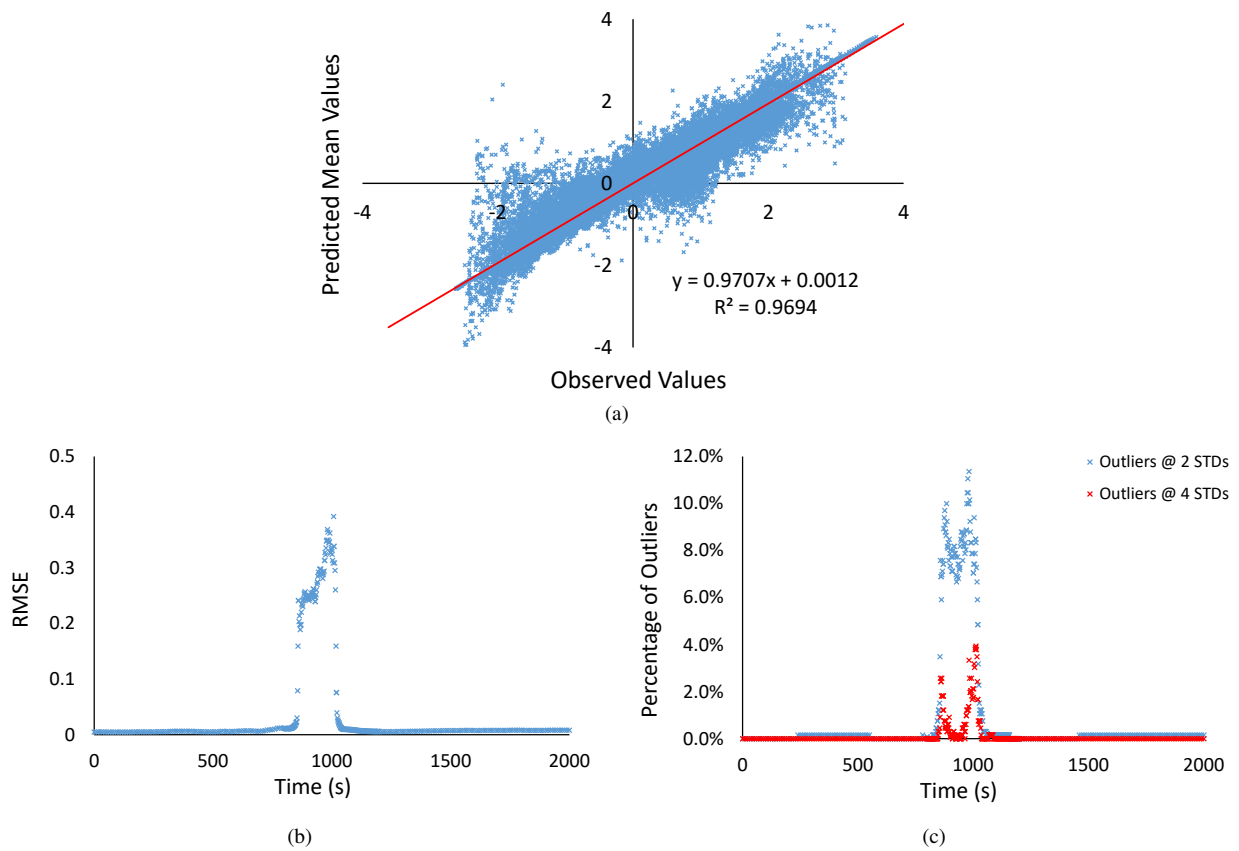 4
2
0
-4
-2
0
2
4
-2
-4
Predicted Mean Values
y = 0.9707x + 0.0012
R² = 0.9694
Observed Values
(a)
0.5
0.4
0.3
0.2
0.1
0
RMSE
0
500
1000
1500
2000
Time (s)
(b)
12.0%
10.0%
8.0%
6.0%
4.0%
2.0%
0.0%
Percentage of Outliers
Outliers @ 2 STDs
Outliers @ 4 STDs
0
500
1000
1500
2000
Time (s)
(c)